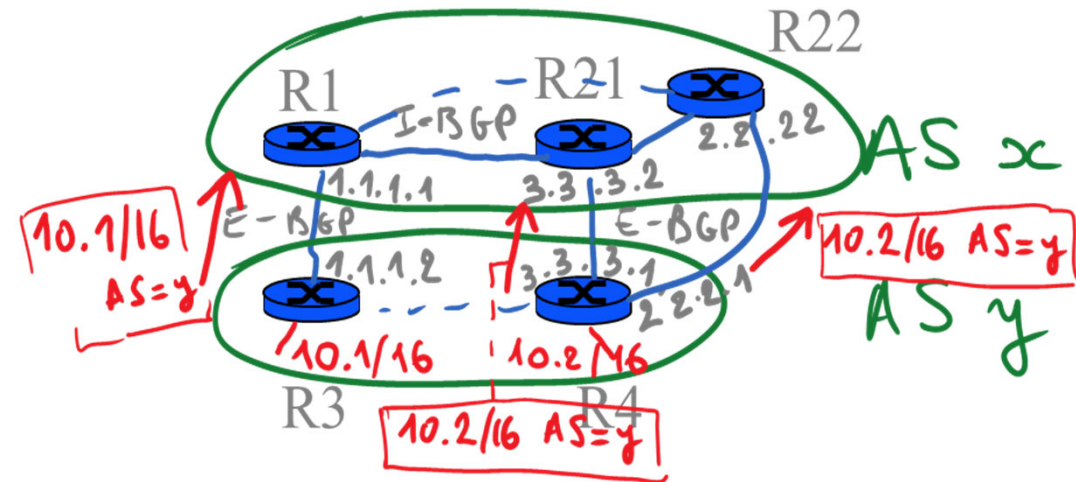 R22
R21
R1
I-BGP
2.2.22
AS x
1.1.1.1
3.3.3.2
10.1/16
AS=y
E-BGP
E-BGP
10.2/16 AS=y
1.1.1.2
3.3.3.1
2.2.2.1
AS y
10.1/16
10.2/16
R3
R4
10.2/16 AS=y